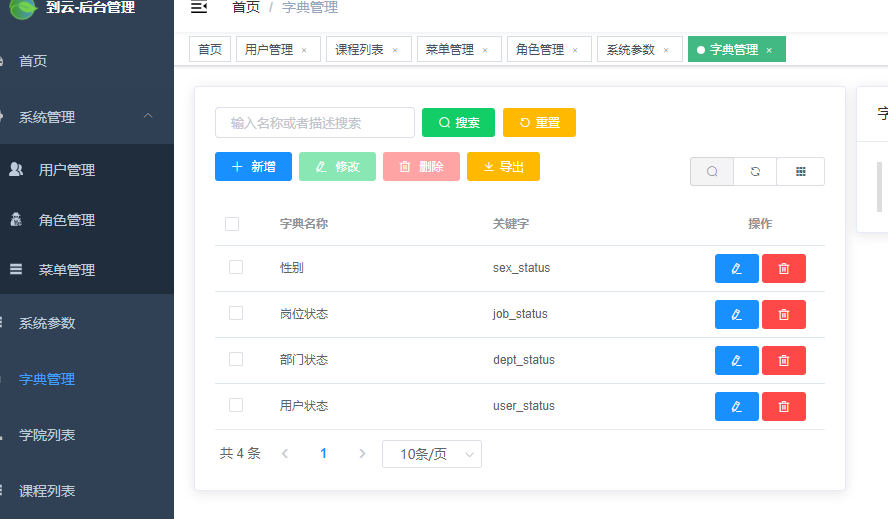 到云-后台管理
首页
系统管理
用户管理
角色管理
菜单管理
系统参数
字典管理
学院列表
课程列表
首页 / 字典管理
首页 用户管理 × 课程列表 × 菜单管理 × 角色管理 × 系统参数 × 字典管理 ×
输入名称或者描述搜索 搜索 重置
新增 修改 删除 导出
字典名称 关键字 操作
性别 sex_status
岗位状态 job_status
部门状态 dept_status
用户状态 user_status
共 4 条 1 10条/页